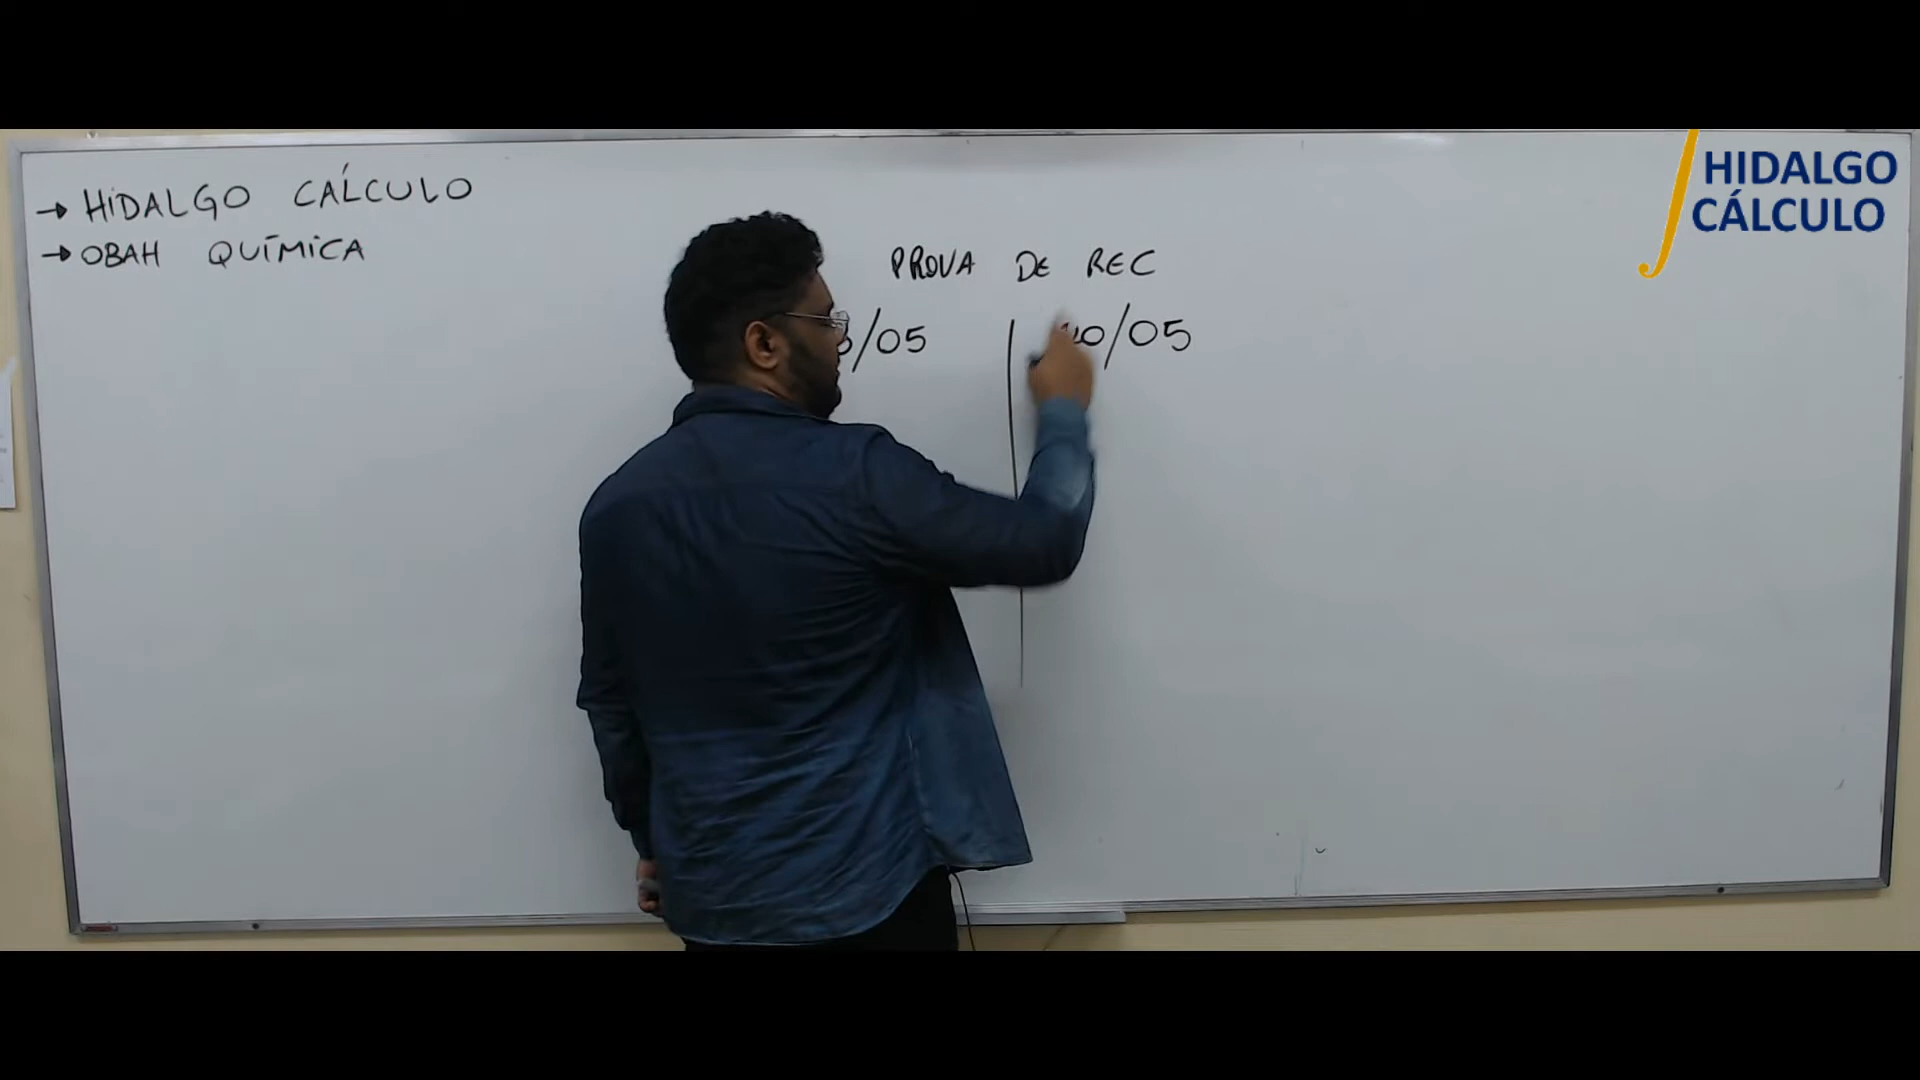 → HIDALGO CÁLCULO
→ OBAH QUÍMICA
PROVA DE REC
/05
/05
HIDALGO
CÁLCULO